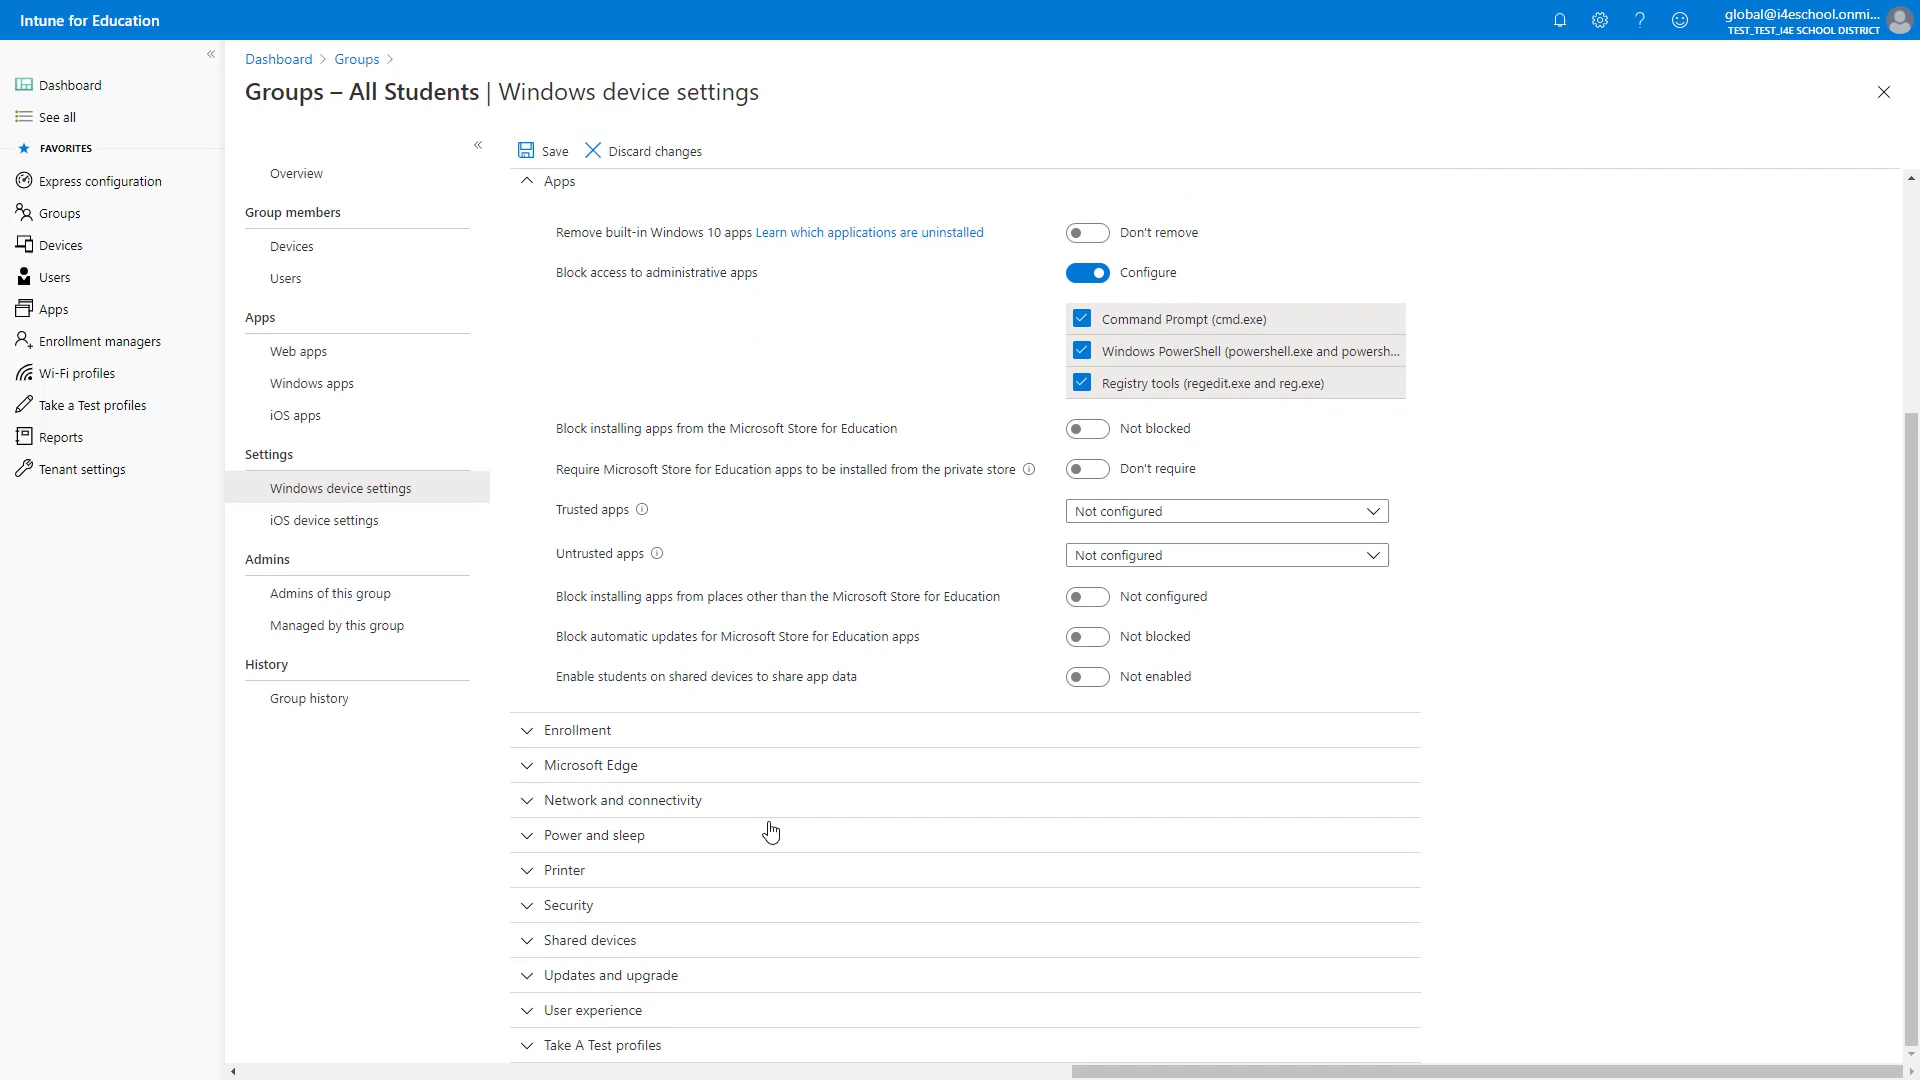 Intune for Education
global@i4eschool.onmi...
TEST_TEST_I4E SCHOOL DISTRICT
Dashboard
See all
FAVORITES
Express configuration
Groups
Devices
Users
Apps
Enrollment managers
Wi-Fi profiles
Take a Test profiles
Reports
Tenant settings
Dashboard > Groups >
Groups – All Students | Windows device settings
Overview
Group members
Devices
Users
Apps
Web apps
Windows apps
iOS apps
Settings
Windows device settings
iOS device settings
Admins
Admins of this group
Managed by this group
History
Group history
Save Discard changes
Apps
Remove built-in Windows 10 apps Learn which applications are uninstalled Don't remove
Block access to administrative apps Configure
Command Prompt (cmd.exe)
Windows PowerShell (powershell.exe and powersh...
Registry tools (regedit.exe and reg.exe)
Block installing apps from the Microsoft Store for Education Not blocked
Require Microsoft Store for Education apps to be installed from the private store Don't require
Trusted apps Not configured
Untrusted apps Not configured
Block installing apps from places other than the Microsoft Store for Education Not configured
Block automatic updates for Microsoft Store for Education apps Not blocked
Enable students on shared devices to share app data Not enabled
Enrollment
Microsoft Edge
Network and connectivity
Power and sleep
Printer
Security
Shared devices
Updates and upgrade
User experience
Take A Test profiles